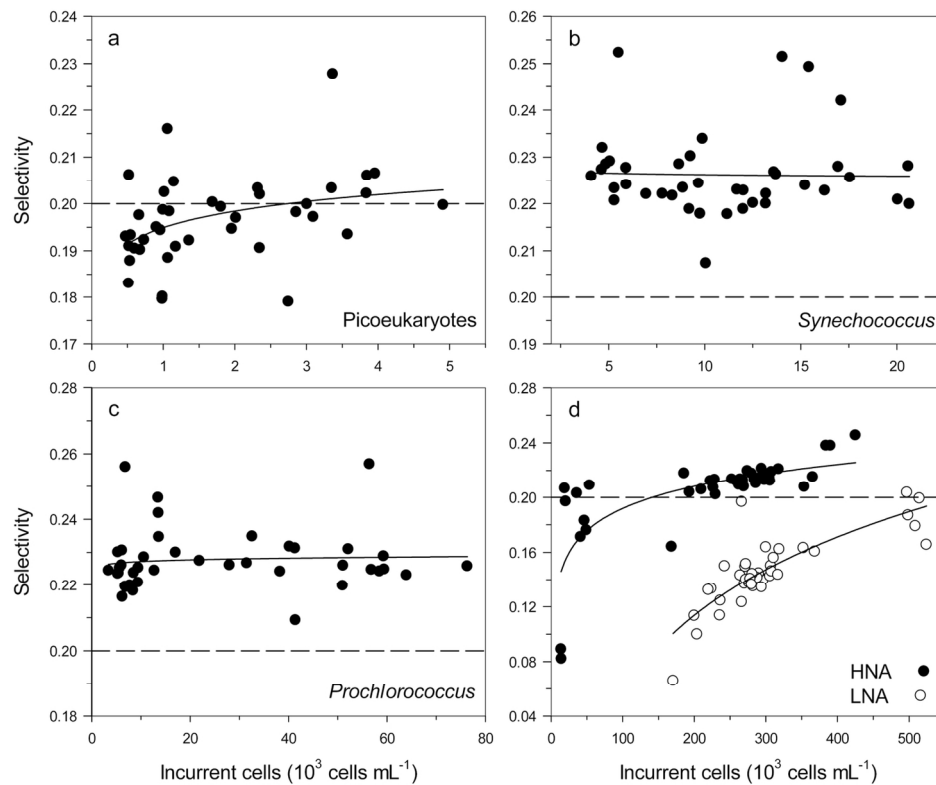 a
Selectivity
0.24
0.23
0.22
0.21
0.20
0.19
0.18
0.17
0 1 2 3 4 5
Picoeukaryotes
b
0.26
0.25
0.24
0.23
0.22
0.21
0.20
0.19
5 10 15 20
Synechococcus
c
Selectivity
0.28
0.26
0.24
0.22
0.20
0.18
0 20 40 60 80
Prochlorococcus
Incurrent cells (10³ cells mL⁻¹)
d
0.28
0.24
0.20
0.16
0.12
0.08
0.04
0 100 200 300 400 500
HNA
LNA
Incurrent cells (10³ cells mL⁻¹)